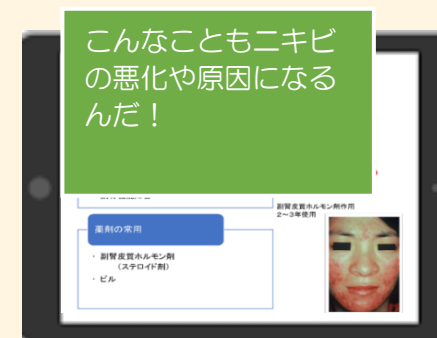 こんなこともニキビ
の悪化や原因になる
んだ！
副腎皮質ホルモン剤作用
2～3年使用
薬剤の常用
・ 副腎皮質ホルモン剤
（ステロイド剤）
・ ピル